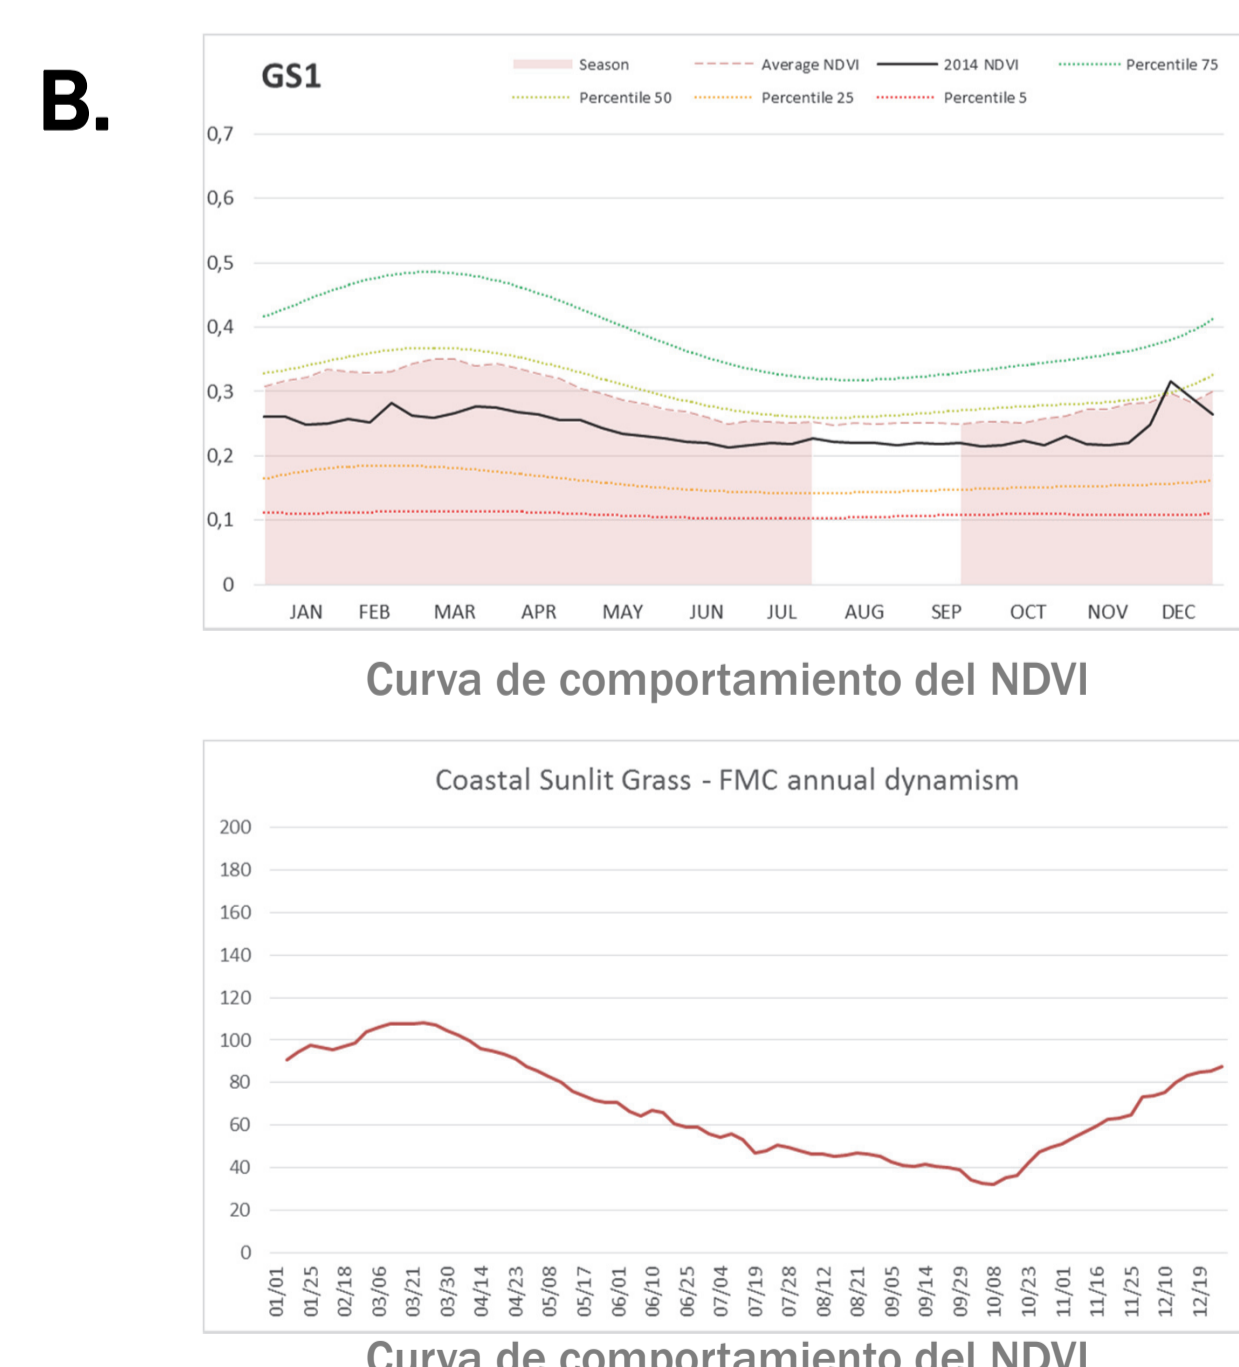 B.
GS1
Season Average NDVI 2014 NDVI Percentile 75
Percentile 50 Percentile 25 Percentile 5
0,7
0,6
0,5
0,4
0,3
0,2
0,1
0
JAN FEB MAR APR MAY JUN JUL AUG SEP OCT NOV DEC
Curva de comportamiento del NDVI
Coastal Sunlit Grass - FMC annual dynamism
200
180
160
140
120
100
80
60
40
20
0
01/01 01/25 02/18 03/06 03/21 03/30 04/14 04/23 05/08 05/17 06/01 06/10 06/25 07/04 07/19 07/28 08/12 08/21 09/05 09/14 09/29 10/08 10/23 11/01 11/16 11/25 12/10 12/19
Curva de comportamiento del NDVI